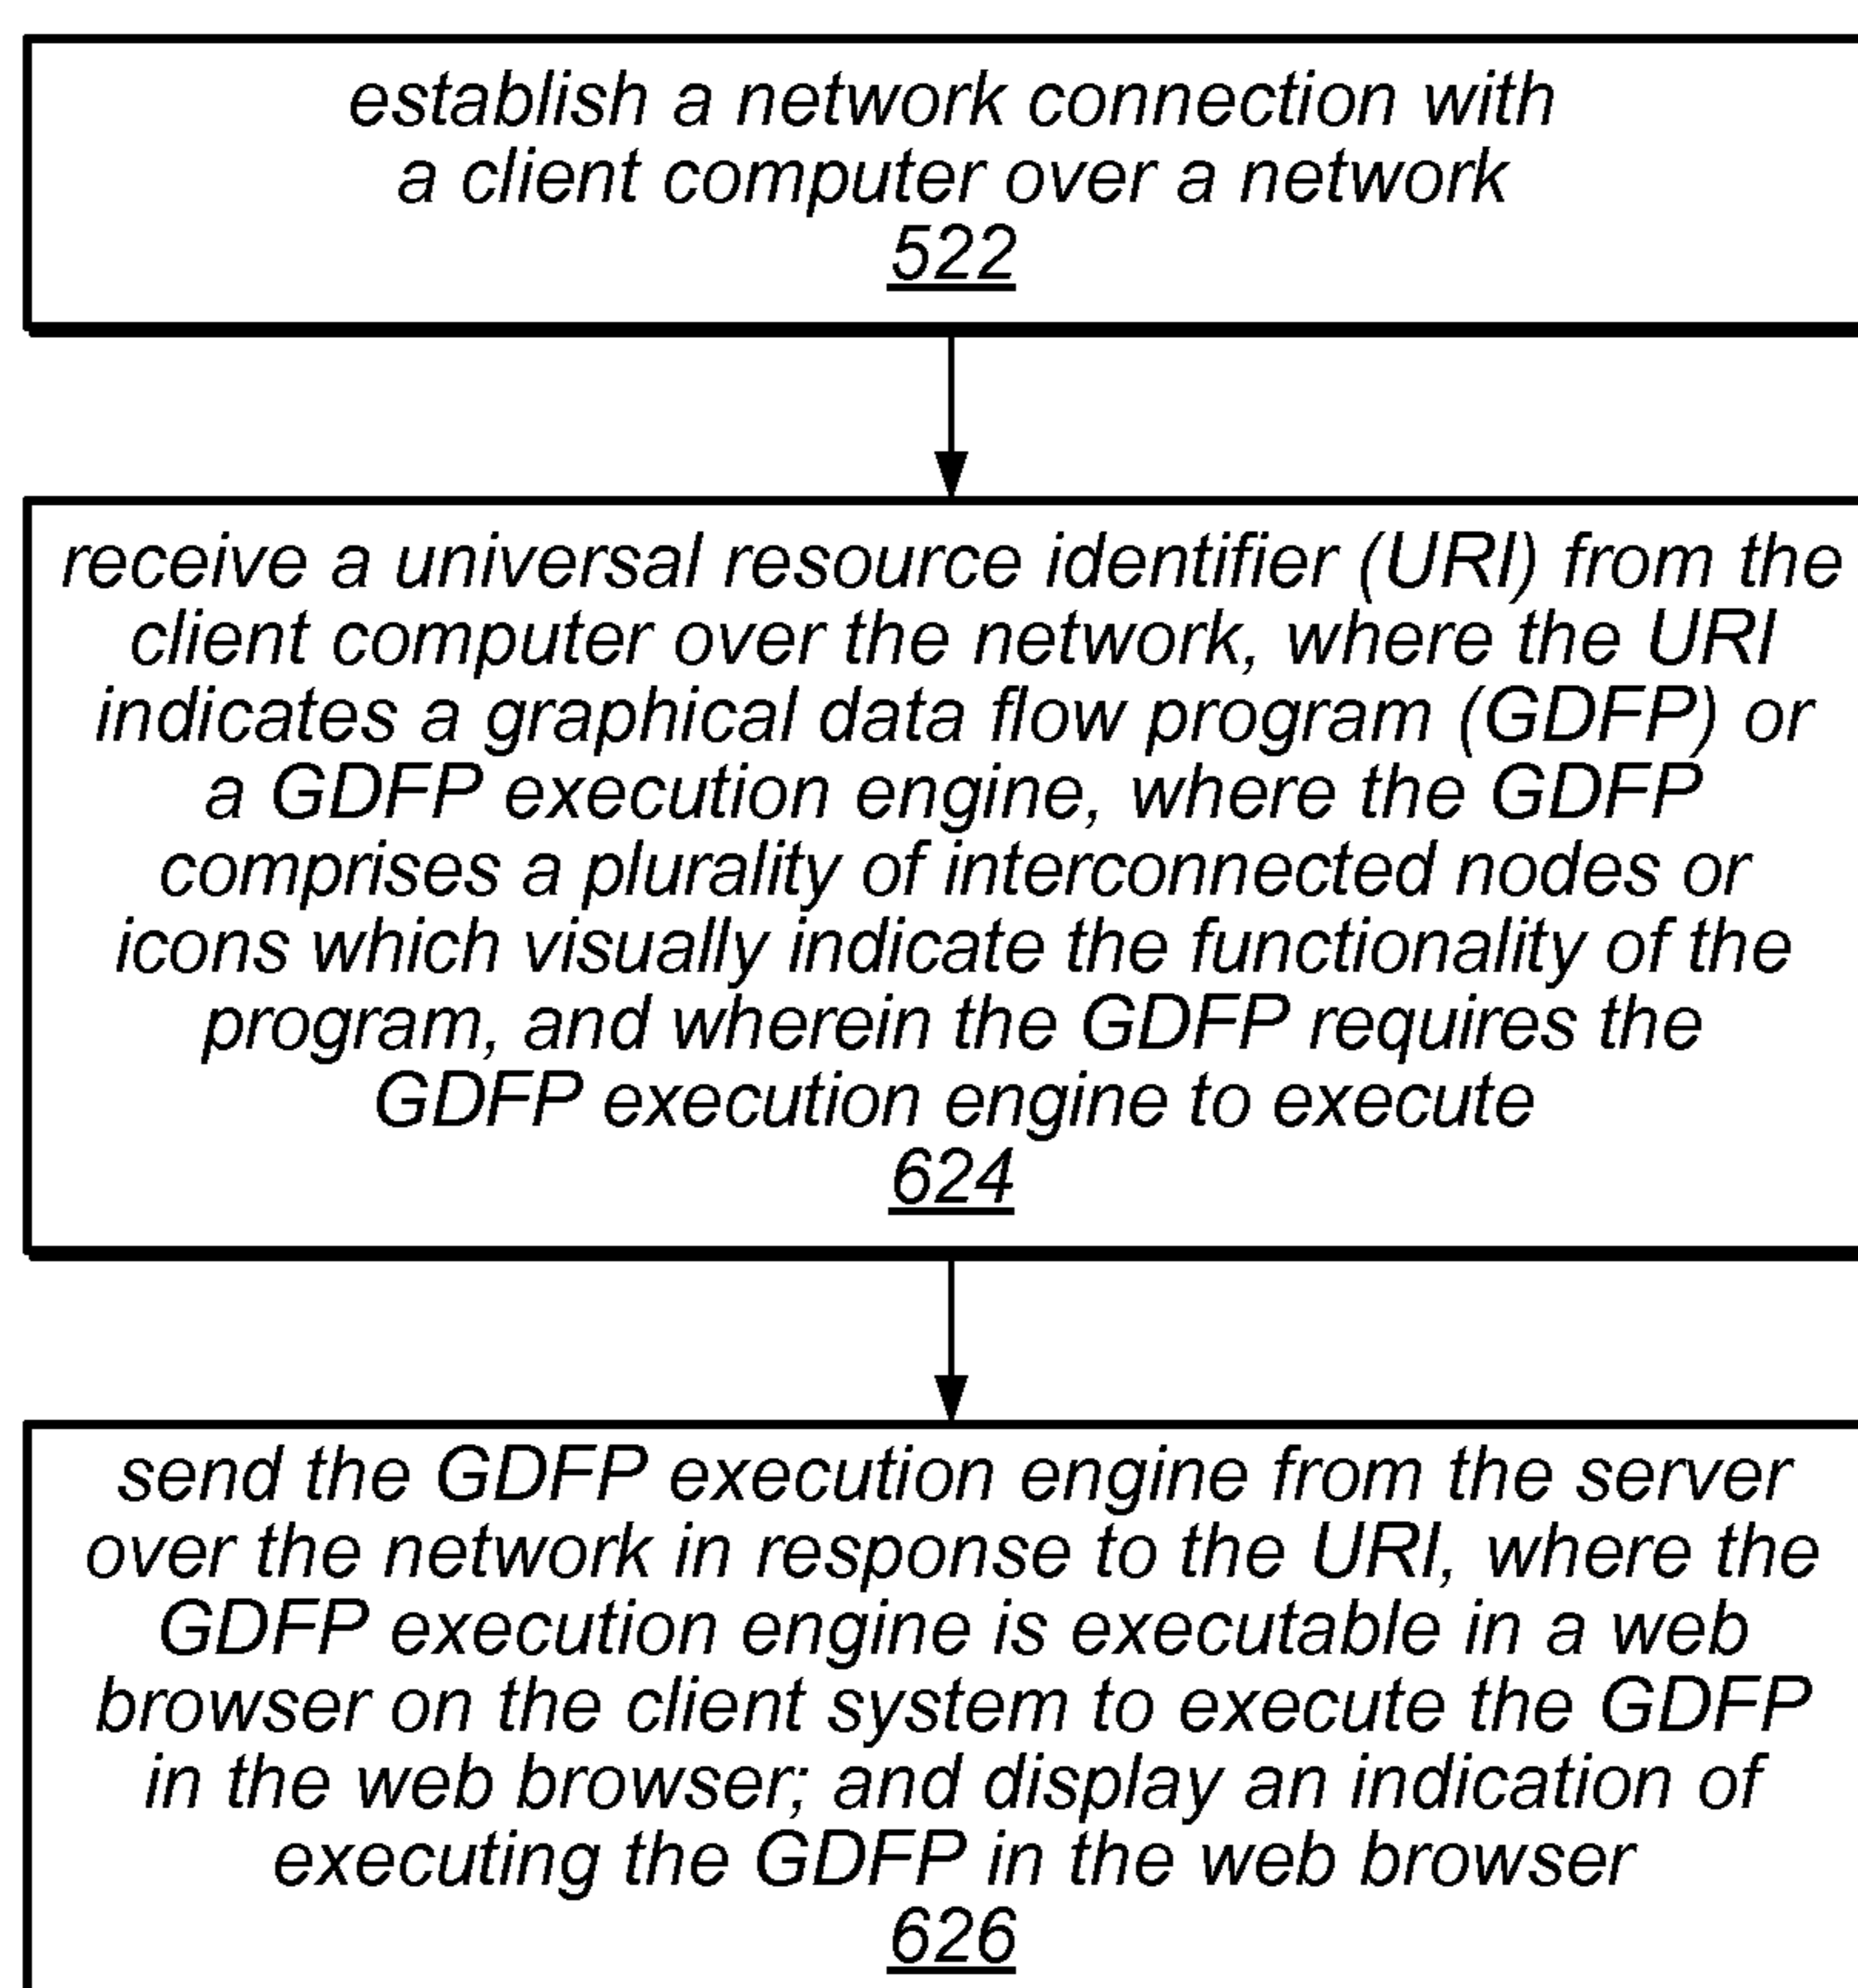 establish a network connection with
a client computer over a network
522
receive a universal resource identifier (URI) from the
client computer over the network, where the URI
indicates a graphical data flow program (GDFP) or
a GDFP execution engine, where the GDFP
comprises a plurality of interconnected nodes or
icons which visually indicate the functionality of the
program, and wherein the GDFP requires the
GDFP execution engine to execute
624
send the GDFP execution engine from the server
over the network in response to the URI, where the
GDFP execution engine is executable in a web
browser on the client system to execute the GDFP
in the web browser; and display an indication of
executing the GDFP in the web browser
626